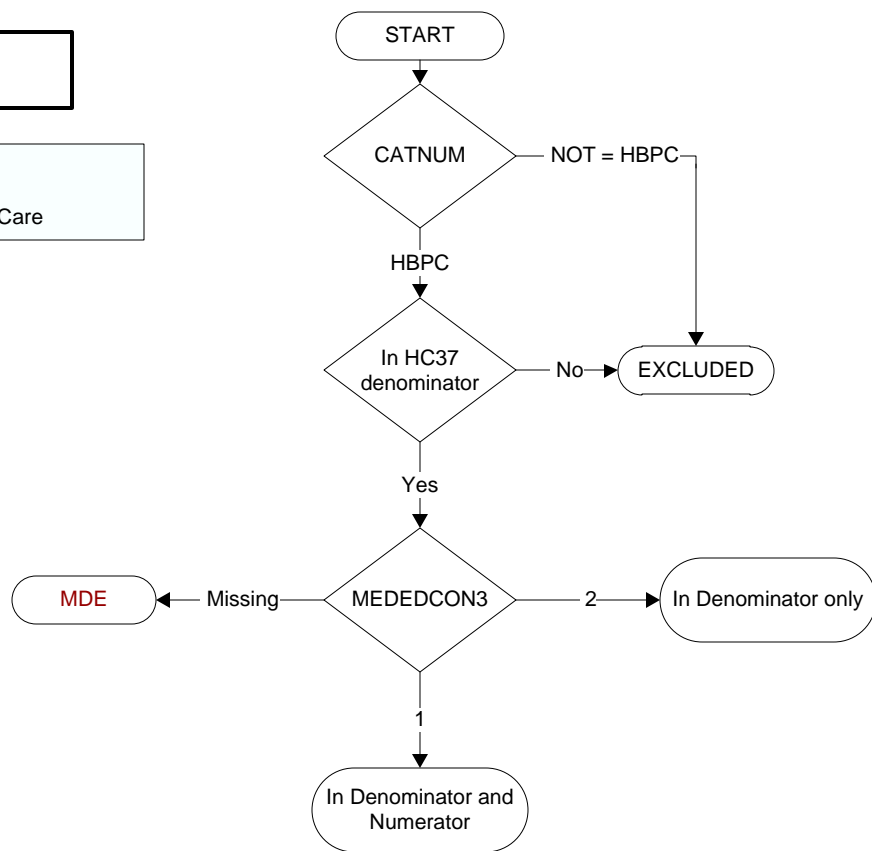 START
CATNUM
NOT = HBPC
Care
HBPC
In HC37
denominator
No
EXCLUDED
Yes
MDE
Missing
MEDEDCON3
2
In Denominator only
1
In Denominator and
Numerator